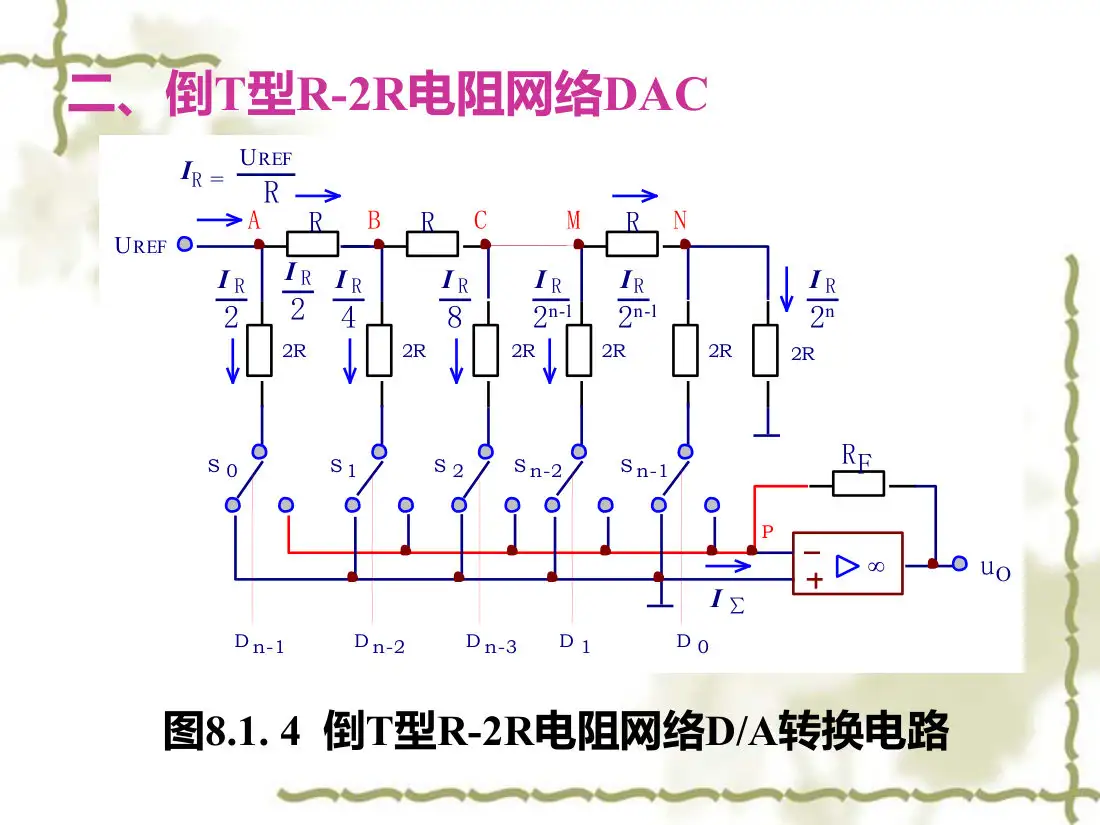 二、倒T型R-2R电阻网络DAC
IR = UREF/R
A R B R C M R N
UREF
IR/2 IR/2 IR/4 IR/8 IR/2n-1 IR/2n-1 IR/2n
2R 2R 2R 2R 2R 2R
S0 S1 S2 Sn-2 Sn-1
RF
P
− ▷ ∞
+
uO
I∑
Dn-1 Dn-2 Dn-3 D1 D0
图8.1. 4 倒T型R-2R电阻网络D/A转换电路